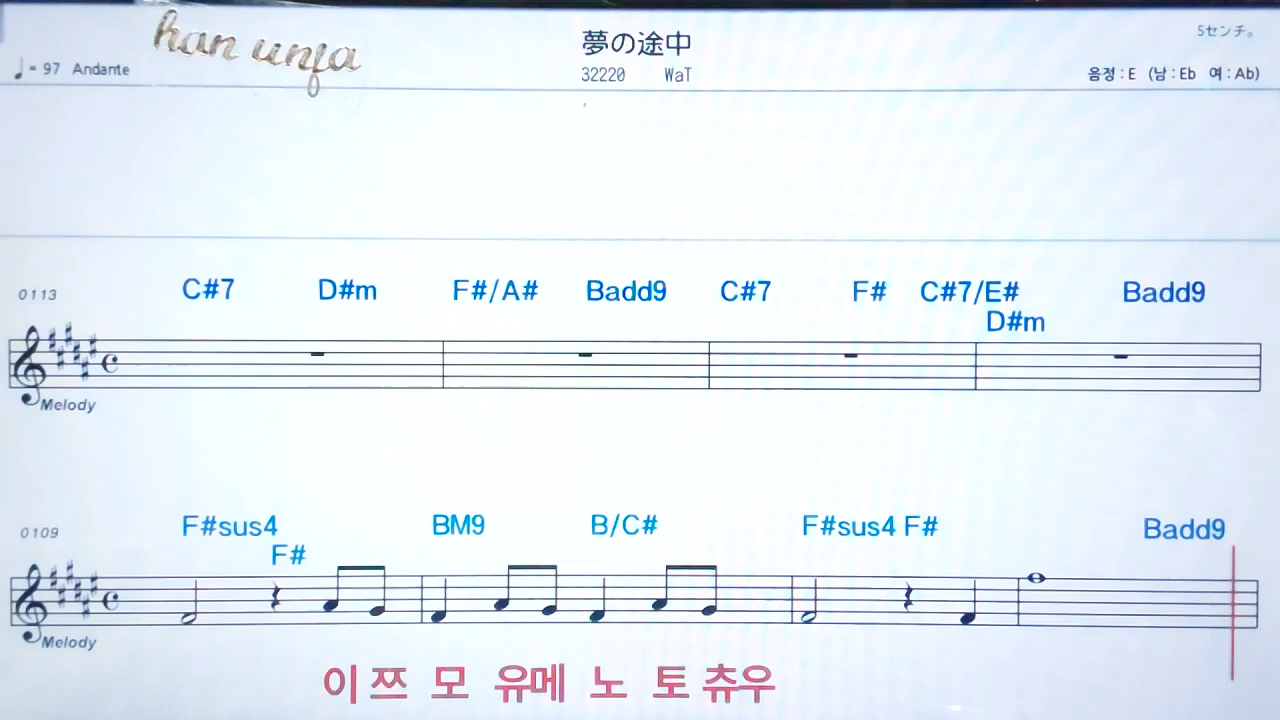 han unja
夢の途中
5センチ。
♩= 97 Andante
32220 WaT
음정 : E (남 : Eb 여 : Ab)
0113
C#7 D#m F#/A# Badd9 C#7 F# C#7/E# Badd9
D#m
Melody
0109
F#sus4 BM9 B/C# F#sus4 F# Badd9
F#
Melody
이 쯔 모 유메 노 토 츄우